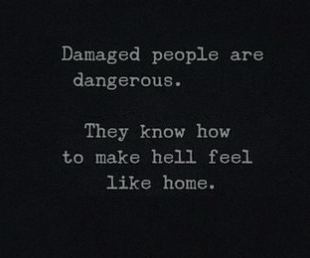 Damaged people are
dangerous.
They know how
to make hell feel
like home.